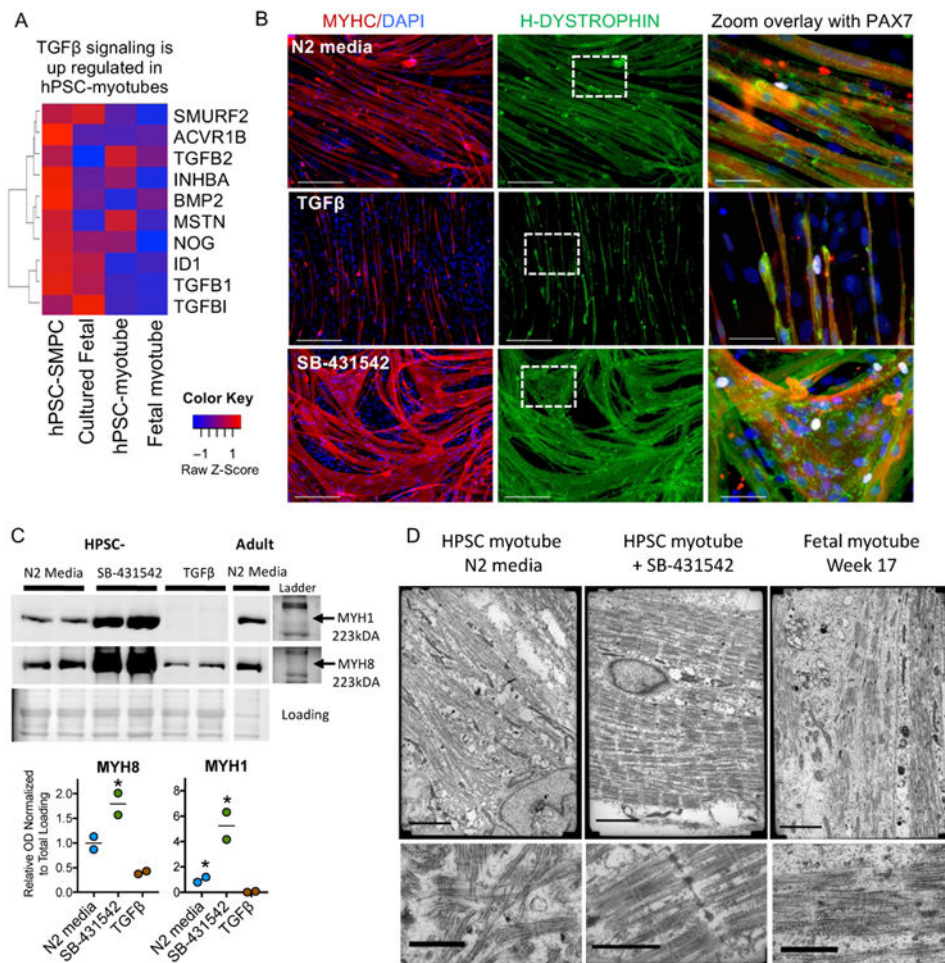 A
TGFβ signaling is
up regulated in
hPSC-myotubes
SMURF2
ACVR1B
TGFB2
INHBA
BMP2
MSTN
NOG
ID1
TGFB1
TGFBI
hPSC-SMPC
Cultured Fetal
hPSC-myotube
Fetal myotube
Color Key
−1 1
Raw Z-Score
B
MYHC/DAPI H-DYSTROPHIN Zoom overlay with PAX7
N2 media
TGFβ
SB-431542
C
HPSC- Adult
N2 Media SB-431542 TGFβ N2 Media
Ladder
MYH1
223kDA
MYH8
223kDA
Loading
MYH8 MYH1
Relative OD Normalized
to Total Loading
2.0
1.5
1.0
0.5
0.0
*
N2 media
SB-431542
TGFβ
8
6
4
2
0
*
*
N2 media
SB-431542
TGFβ
D
HPSC myotube
N2 media
HPSC myotube
+ SB-431542
Fetal myotube
Week 17